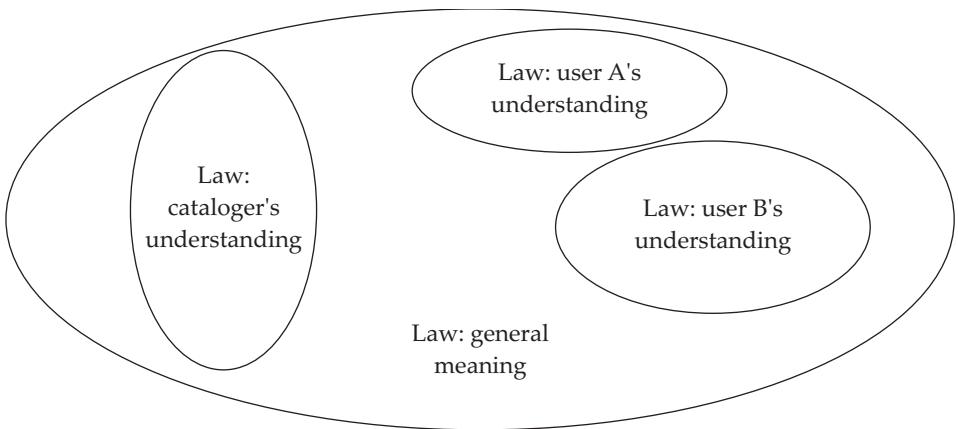 Law: user A's
understanding
Law:
cataloger's
understanding
Law: user B's
understanding
Law: general
meaning